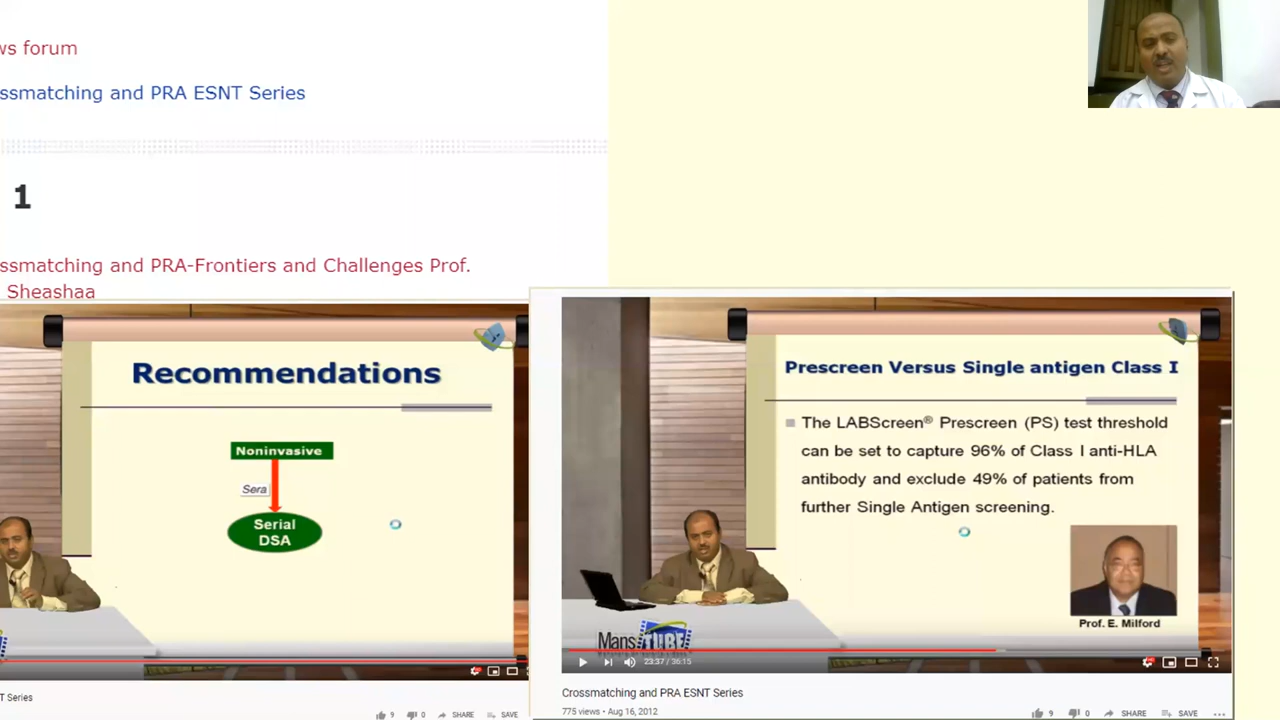 ws forum
ssmatching and PRA ESNT Series
1
ssmatching and PRA-Frontiers and Challenges Prof.
Sheashaa
Recommendations
Noninvasive
Sera
Serial
DSA
T Series
9
0
SHARE
SAVE
Prescreen Versus Single antigen Class I
The LABScreen® Prescreen (PS) test threshold
can be set to capture 96% of Class I anti-HLA
antibody and exclude 49% of patients from
further Single Antigen screening.
Prof. E. Milford
Mans TUBE
23:37 / 36:15
Crossmatching and PRA ESNT Series
775 views • Aug 16, 2012
9
0
SHARE
SAVE